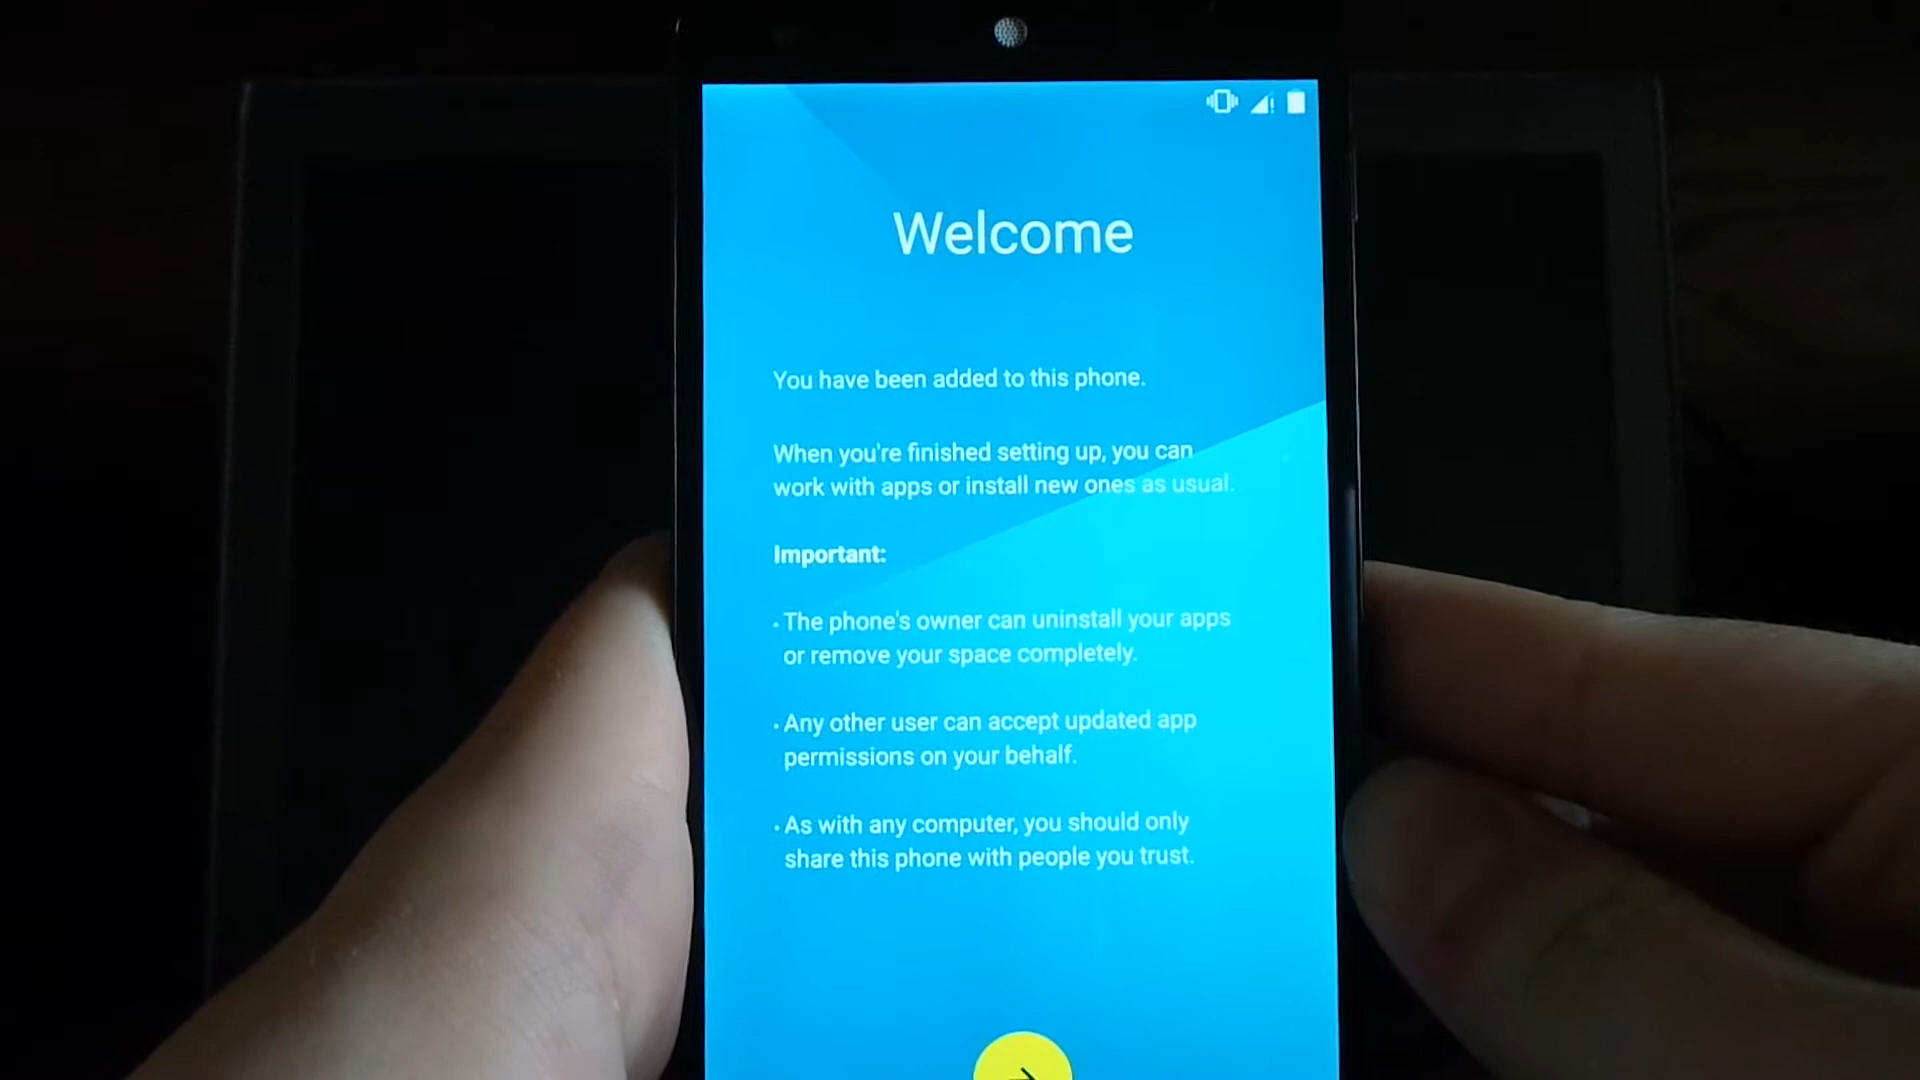 Welcome
You have been added to this phone.
When you're finished setting up, you can
work with apps or install new ones as usual.
Important:
• The phone's owner can uninstall your apps
or remove your space completely.
• Any other user can accept updated app
permissions on your behalf.
• As with any computer, you should only
share this phone with people you trust.